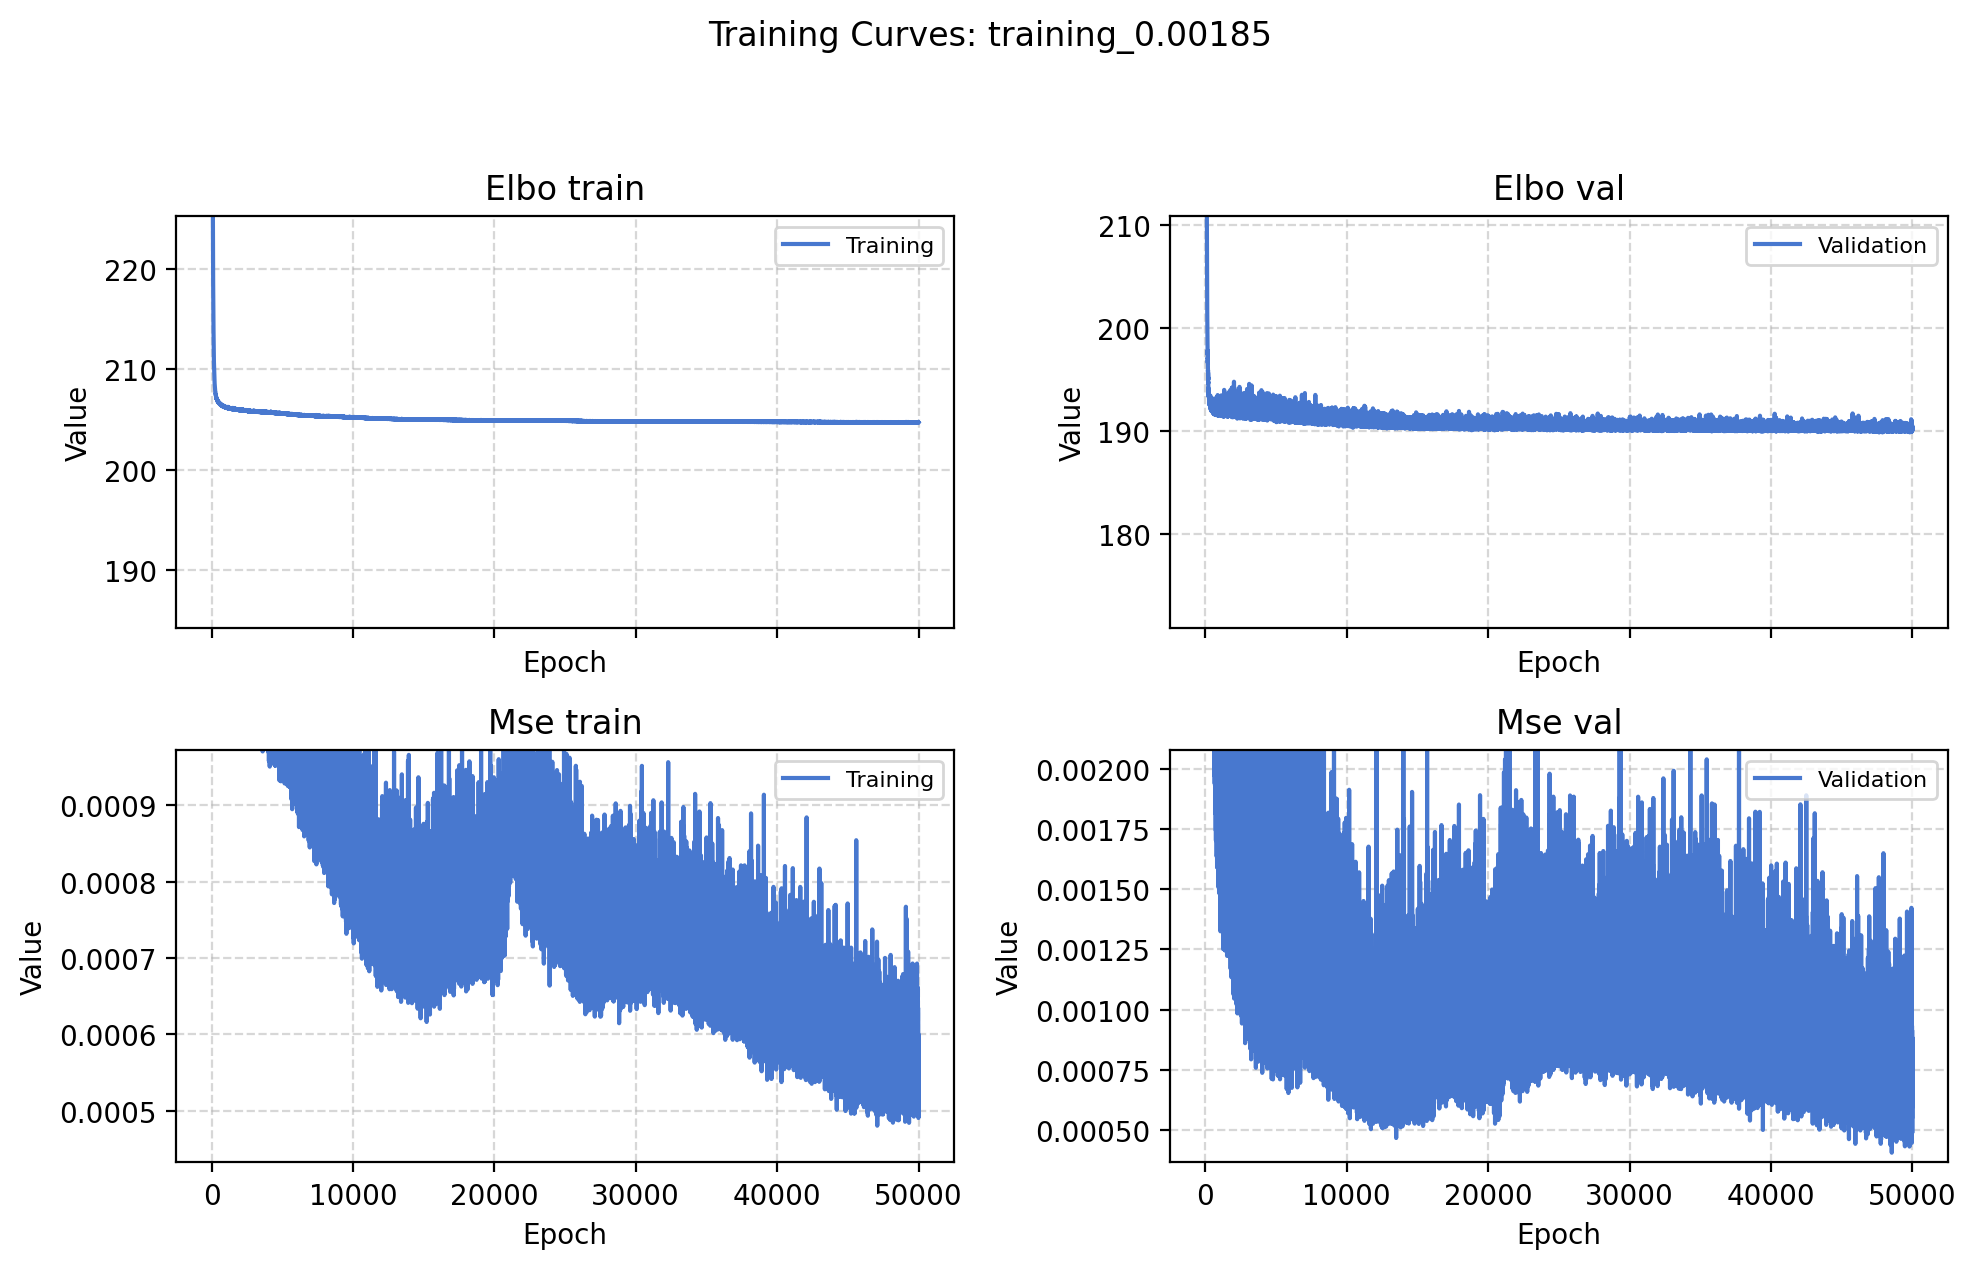 Training Curves: training_0.00185
Elbo train
Elbo val
220
210
200
190
Value
Training
Epoch
210
200
190
180
Value
Validation
Epoch
Mse train
Mse val
0.0009
0.0008
0.0007
0.0006
0.0005
Value
Training
0 10000 20000 30000 40000 50000
Epoch
0.00200
0.00175
0.00150
0.00125
0.00100
0.00075
0.00050
Value
Validation
0 10000 20000 30000 40000 50000
Epoch